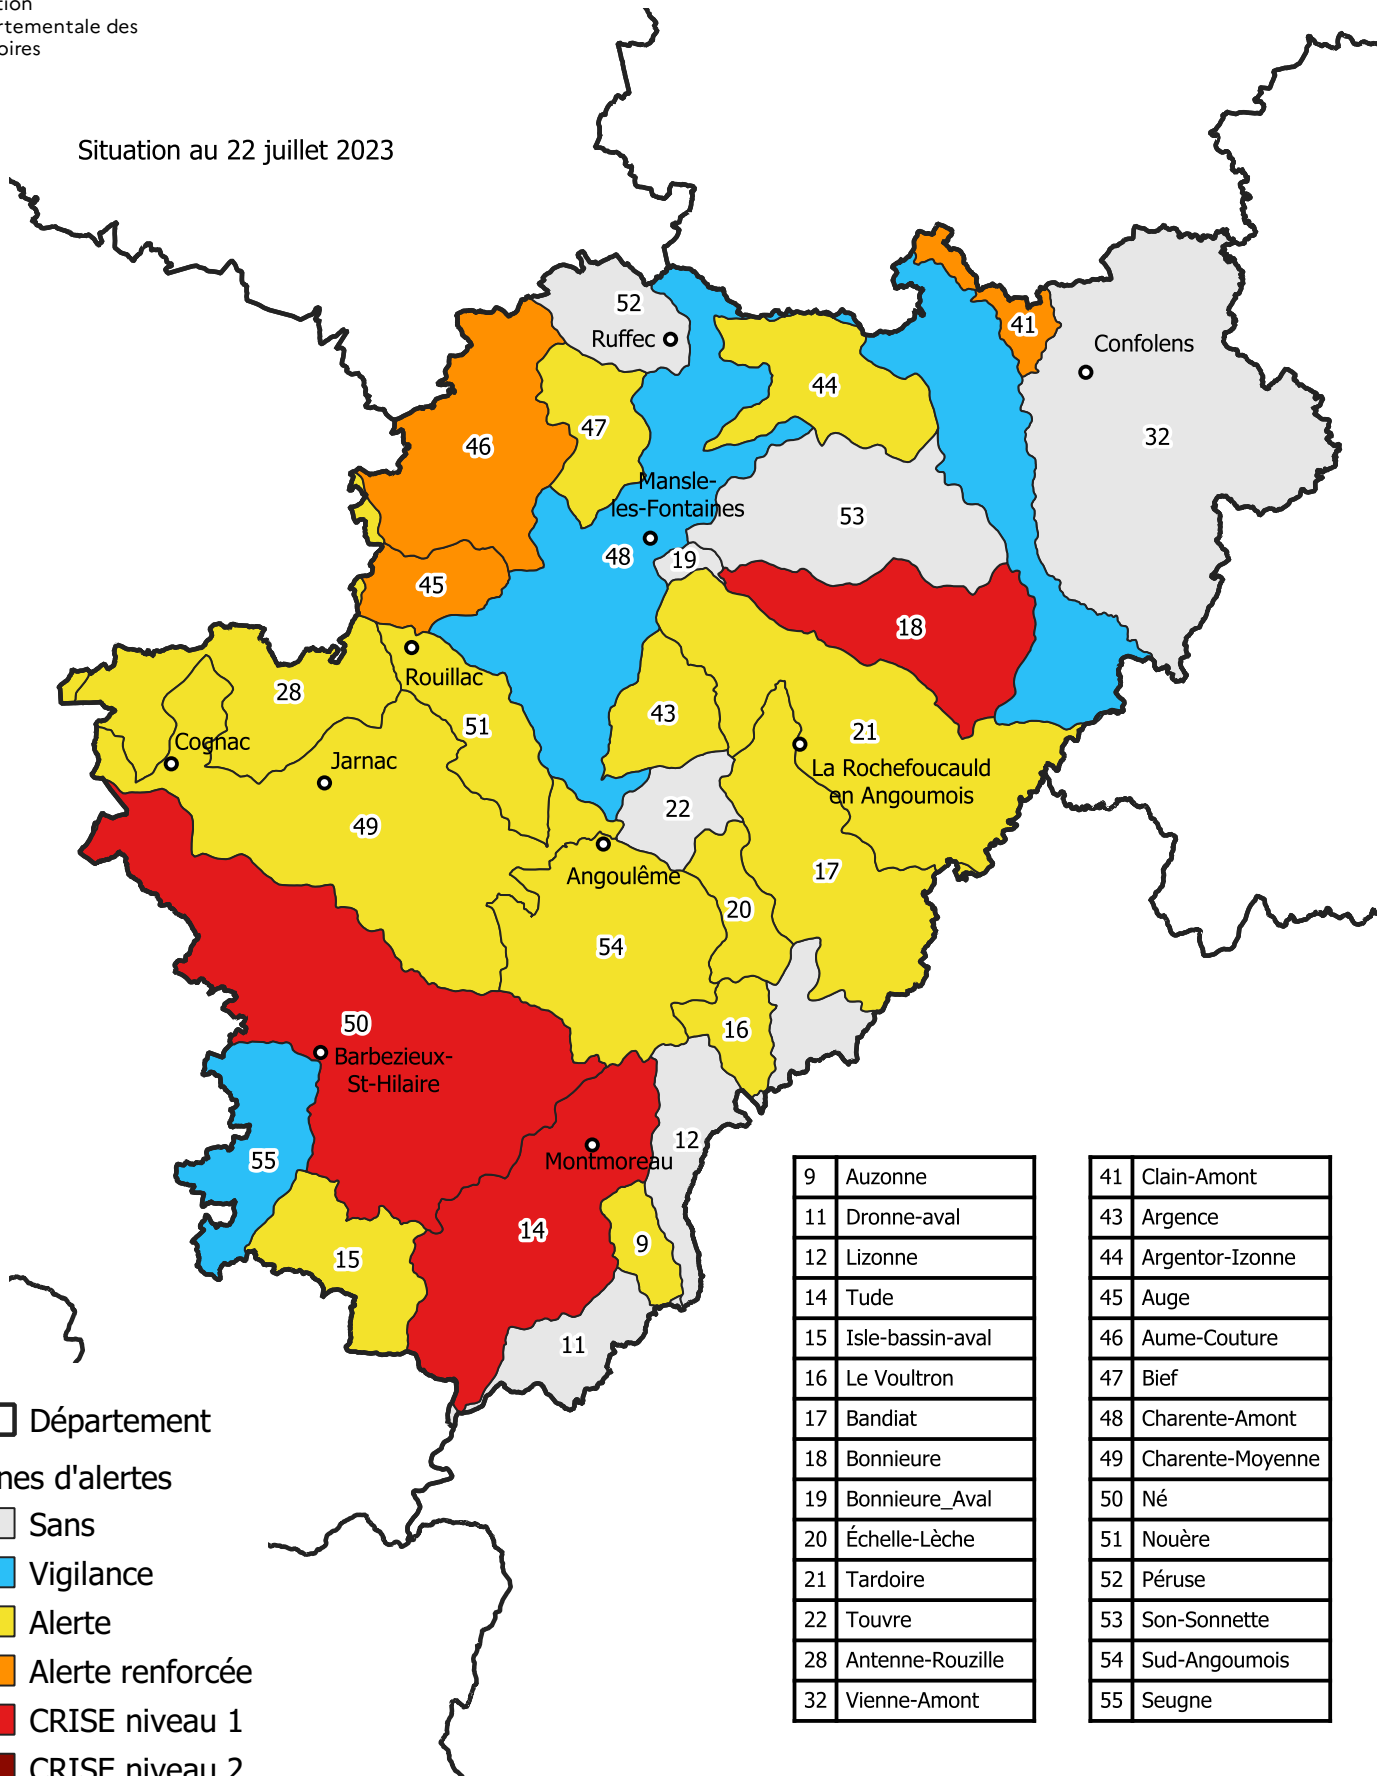 tion
rtementale des
oires
Situation au 22 juillet 2023
52
Ruffec
41
Confolens
44
47
46
32
Mansle-
les-Fontaines
53
48
19
45
18
Rouillac
28
51
43
21
Cognac
Jarnac
La Rochefoucauld
en Angoumois
22
49
Angoulême
17
20
54
16
50
Barbezieux-
St-Hilaire
12
Montmoreau
55
14
9
15
11
9 Auzonne
11 Dronne-aval
12 Lizonne
14 Tude
15 Isle-bassin-aval
16 Le Voultron
17 Bandiat
18 Bonnieure
19 Bonnieure_Aval
20 Échelle-Lèche
21 Tardoire
22 Touvre
28 Antenne-Rouzille
32 Vienne-Amont
41 Clain-Amont
43 Argence
44 Argentor-Izonne
45 Auge
46 Aume-Couture
47 Bief
48 Charente-Amont
49 Charente-Moyenne
50 Né
51 Nouère
52 Péruse
53 Son-Sonnette
54 Sud-Angoumois
55 Seugne
Département
nes d'alertes
Sans
Vigilance
Alerte
Alerte renforcée
CRISE niveau 1
CRISE niveau 2